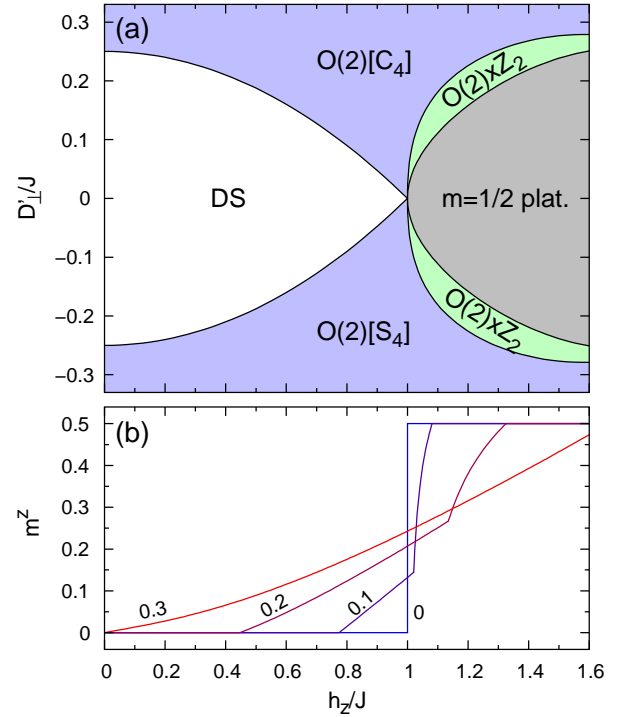 (a)
0.3
0.2
0.1
0
−0.1
−0.2
−0.3
D'⊥/J
O(2)[C4]
O(2)xZ2
DS
m=1/2 plat.
O(2)[S4]
O(2)xZ2
(b)
0.5
0.4
0.3
0.2
0.1
0
m^z
0.3
0.2
0.1
0
0 0.2 0.4 0.6 0.8 1 1.2 1.4 1.6
h_z/J